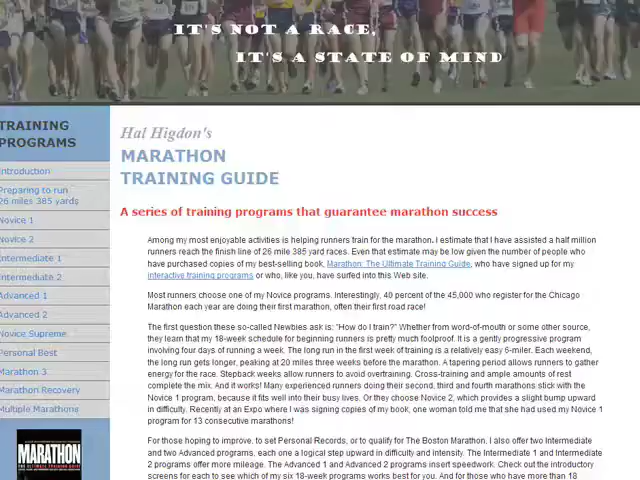 IT'S NOT A RACE,
IT'S A STATE OF MIND
TRAINING
PROGRAMS
Introduction
Preparing to run
26 miles 385 yards
Novice 1
Novice 2
Intermediate 1
Intermediate 2
Advanced 1
Advanced 2
Novice Supreme
Personal Best
Marathon 3
Marathon Recovery
Multiple Marathons
MARATHON
THE ULTIMATE TRAINING GUIDE
Hal Higdon's
MARATHON
TRAINING GUIDE
A series of training programs that guarantee marathon success
Among my most enjoyable activities is helping runners train for the marathon. I estimate that I have assisted a half million
runners reach the finish line of 26 mile 385 yard races. Even that estimate may be low given the number of people who
have purchased copies of my best-selling book, Marathon: The Ultimate Training Guide, who have signed up for my
interactive training programs or who, like you, have surfed into this Web site.
Most runners choose one of my Novice programs. Interestingly, 40 percent of the 45,000 who register for the Chicago
Marathon each year are doing their first marathon, often their first road race!
The first question these so-called Newbies ask is: "How do I train?" Whether from word-of-mouth or some other source,
they learn that my 18-week schedule for beginning runners is pretty much foolproof. It is a gently progressive program
involving four days of running a week. The long run in the first week of training is a relatively easy 6-miler. Each weekend,
the long run gets longer, peaking at 20 miles three weeks before the marathon. A tapering period allows runners to gather
energy for the race. Stepback weeks allow runners to avoid overtraining. Cross-training and ample amounts of rest
complete the mix. And it works! Many experienced runners doing their second, third and fourth marathons stick with the
Novice 1 program, because it fits well into their busy lives. Or they choose Novice 2, which provides a slight bump upward
in difficulty. Recently at an Expo where I was signing copies of my book, one woman told me that she had used my Novice 1
program for 13 consecutive marathons!
For those hoping to improve, to set Personal Records, or to qualify for The Boston Marathon, I also offer two Intermediate
and two Advanced programs, each one a logical step upward in difficulty and intensity. The Intermediate 1 and Intermediate
2 programs offer more mileage. The Advanced 1 and Advanced 2 programs insert speedwork. Check out the introductory
screens for each to see which of my six 18-week programs works best for you. And for those who have more than 18